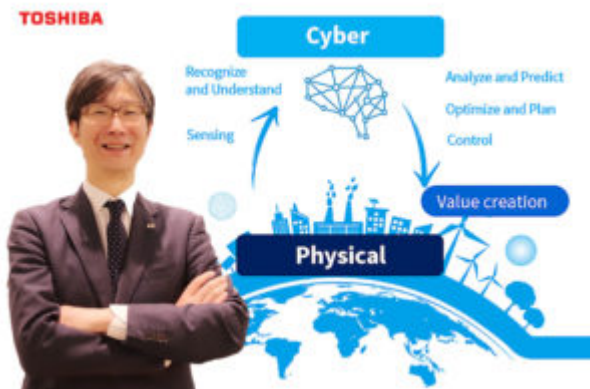 TOSHIBA
Cyber
Recognize
and Understand
Sensing
Analyze and Predict
Optimize and Plan
Control
Value creation
Physical